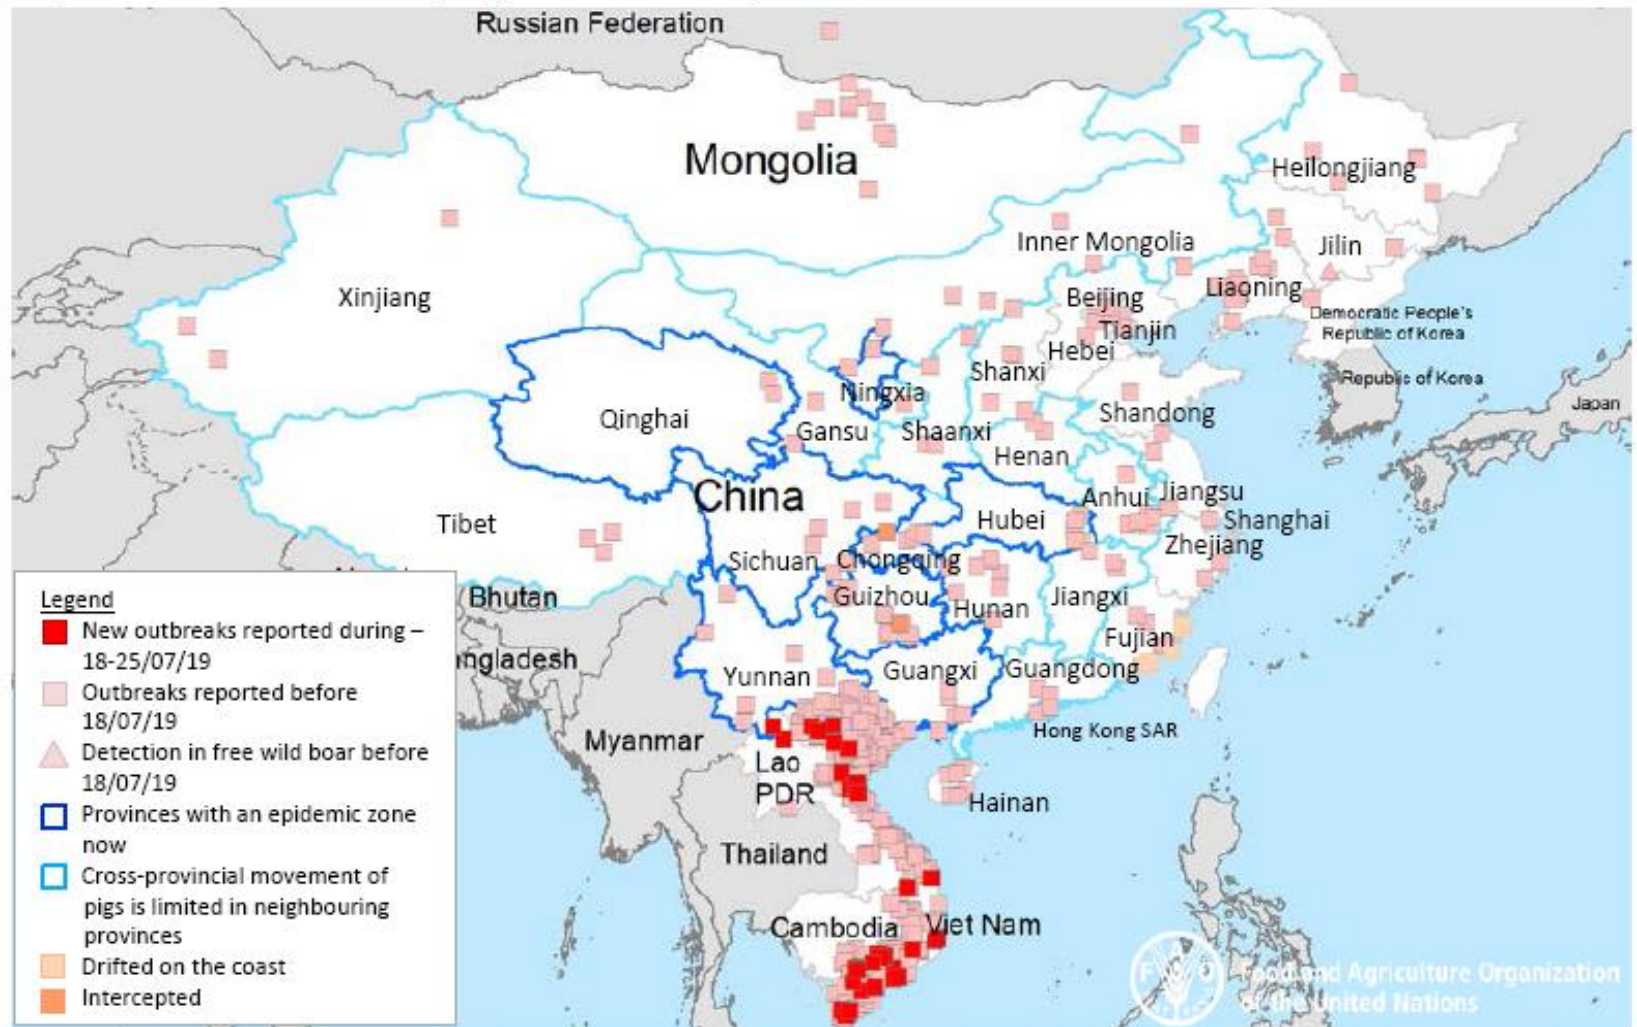 Russian Federation
Mongolia
Heilongjiang
Inner Mongolia
Jilin
Xinjiang
Beijing
Liaoning
Tianjin
Democratic People's
Republic of Korea
Hebei
Shanxi
Republic of Korea
Ningxia
Qinghai
Shandong
Japan
Gansu
Shaanxi
Henan
China
Anhui
Jiangsu
Tibet
Hubei
Shanghai
Zhejiang
Sichuan
Chongqing
Bhutan
Guizhou
Hunan
Jiangxi
Fujian
ngladesh
Yunnan
Guangxi
Guangdong
Myanmar
Hong Kong SAR
Lao
PDR
Hainan
Thailand
Cambodia
Viet Nam
Legend
New outbreaks reported during –
18-25/07/19
Outbreaks reported before
18/07/19
Detection in free wild boar before
18/07/19
Provinces with an epidemic zone
now
Cross-provincial movement of
pigs is limited in neighbouring
provinces
Drifted on the coast
Intercepted
Food and Agriculture Organization
of the United Nations